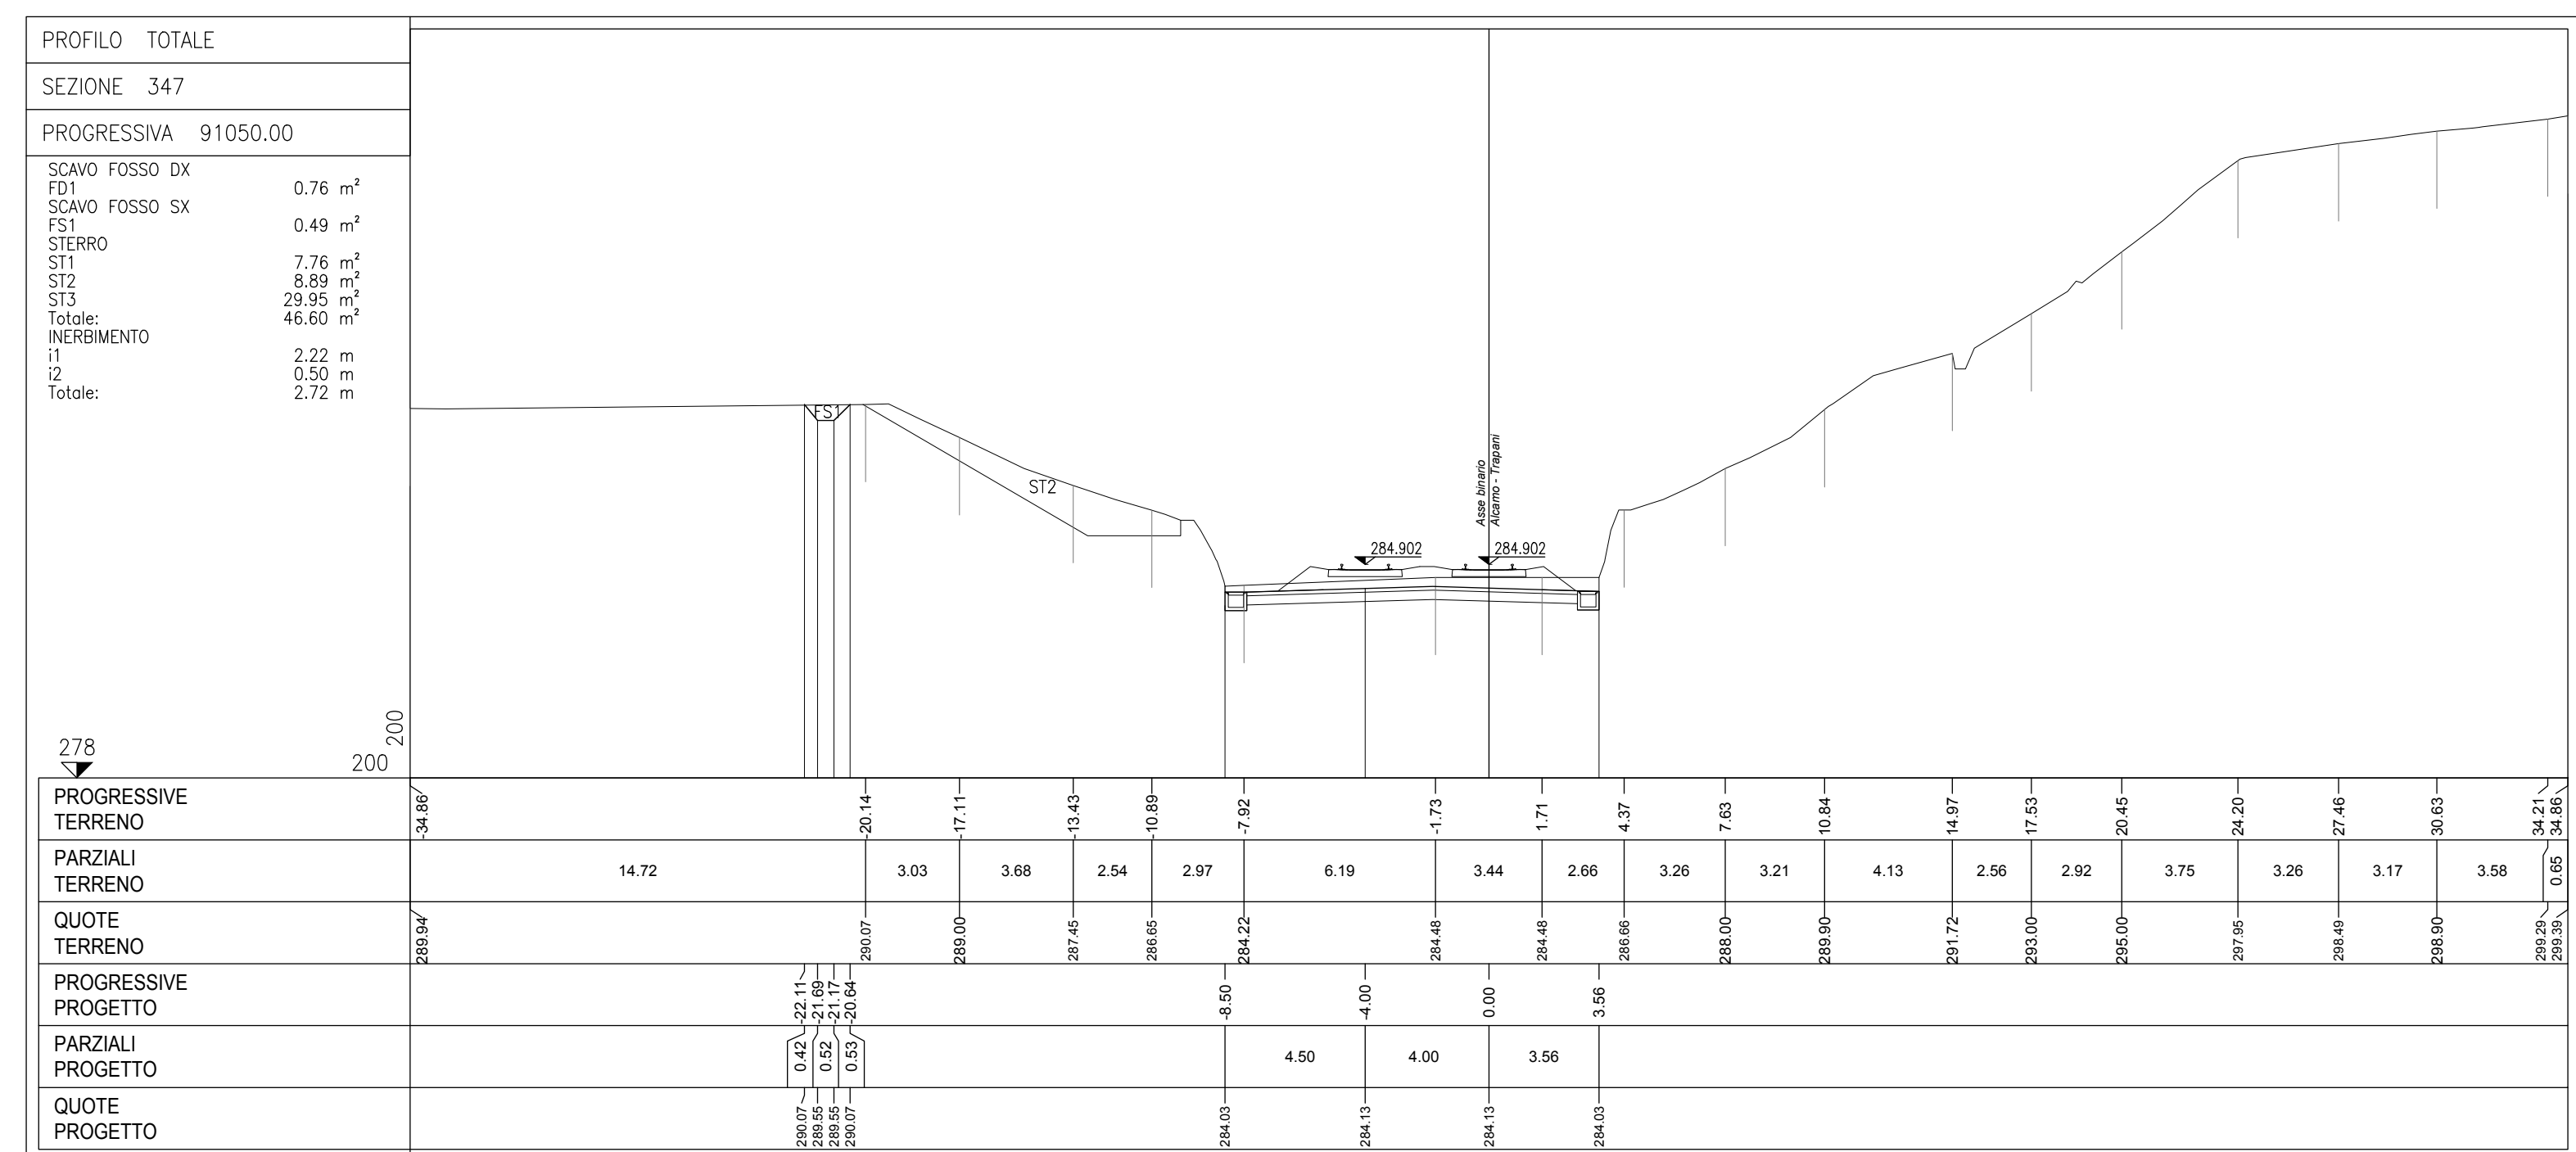 PROFILO TOTALE
SEZIONE 347
PROGRESSIVA 91050.00
SCAVO FOSSO DX
FD1 0.76 m²
SCAVO FOSSO SX
FS1 0.49 m²
STERRO
ST1 7.76 m²
ST2 8.89 m²
ST3 29.95 m²
Totale: 46.60 m²
INERBIMENTO
i1 2.22 m
i2 0.50 m
Totale: 2.72 m
FS1
ST2
Asse binario
Alcamo - Trapani
284.902 284.902
200
278 200
PROGRESSIVE
TERRENO
-34.86 -20.14 -17.11 -13.43 -10.89 -7.92 -1.73 1.71 4.37 7.63 10.84 14.97 17.53 20.45 24.20 27.46 30.63 34.21 34.86
PARZIALI
TERRENO
14.72 3.03 3.68 2.54 2.97 6.19 3.44 2.66 3.26 3.21 4.13 2.56 2.92 3.75 3.26 3.17 3.58 0.65
QUOTE
TERRENO
289.94 290.07 289.00 287.45 286.65 284.22 284.48 284.48 286.66 288.00 289.90 291.72 293.00 295.00 297.95 298.49 298.90 299.29 299.39
PROGRESSIVE
PROGETTO
-22.11 -21.69 -21.17 -20.64 -8.50 -4.00 0.00 3.56
PARZIALI
PROGETTO
0.42 0.52 0.53 4.50 4.00 3.56
QUOTE
PROGETTO
290.07 289.55 289.55 290.07 284.03 284.13 284.13 284.03